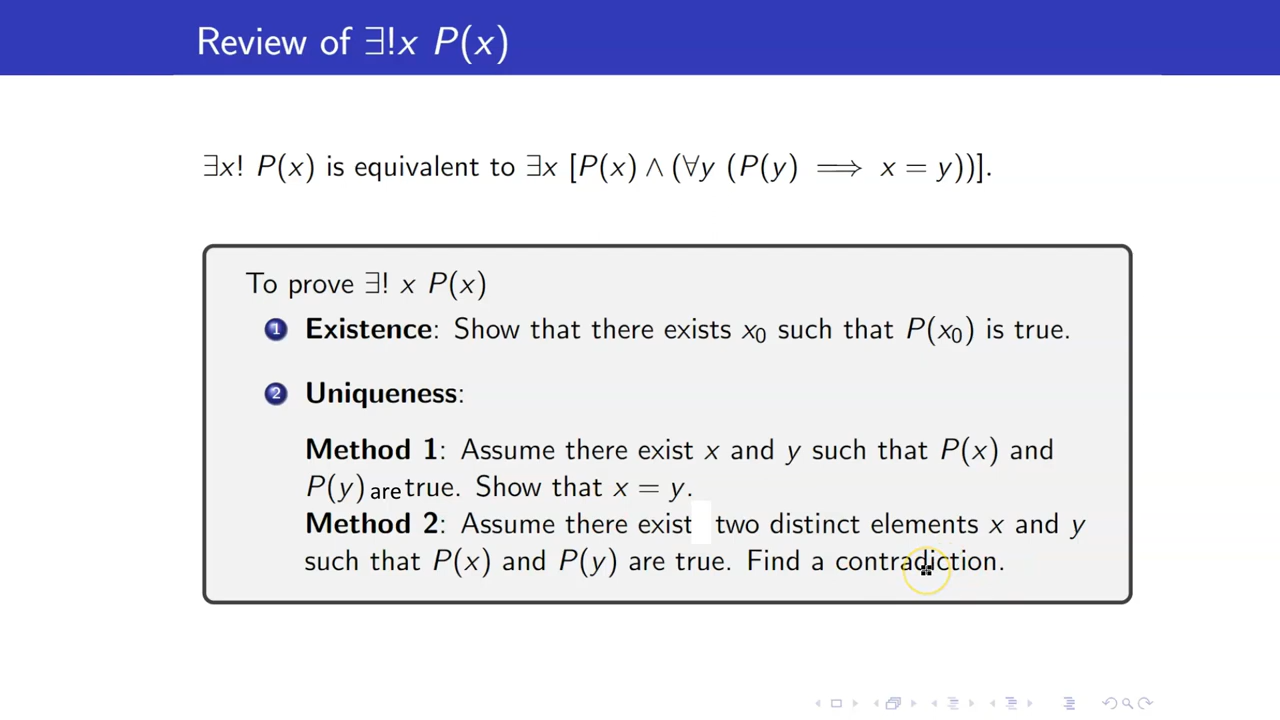 Review of ∃!x P(x)
∃x! P(x) is equivalent to ∃x [P(x) ∧ (∀y (P(y) ⟹ x = y))].
To prove ∃! x P(x)
1 Existence: Show that there exists x₀ such that P(x₀) is true.
2 Uniqueness:
Method 1: Assume there exist x and y such that P(x) and
P(y) are true. Show that x = y.
Method 2: Assume there exist two distinct elements x and y
such that P(x) and P(y) are true. Find a contradiction.